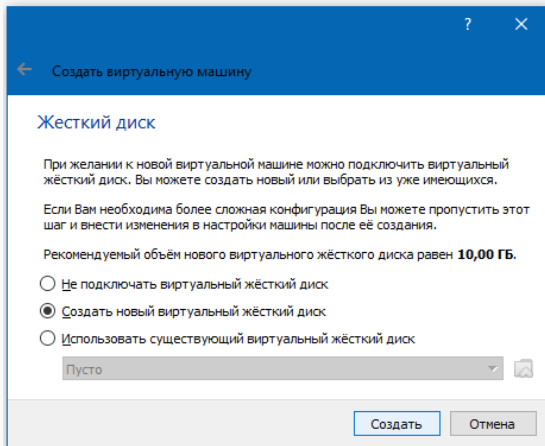 ?
Создать виртуальную машину
Жесткий диск
При желании к новой виртуальной машине можно подключить виртуальный
жёсткий диск. Вы можете создать новый или выбрать из уже имеющихся.
Если Вам необходима более сложная конфигурация Вы можете пропустить этот
шаг и внести изменения в настройки машины после её создания.
Рекомендуемый объём нового виртуального жёсткого диска равен 10,00 ГБ.
Не подключать виртуальный жёсткий диск
Создать новый виртуальный жёсткий диск
Использовать существующий виртуальный жёсткий диск
Пусто
Создать Отмена